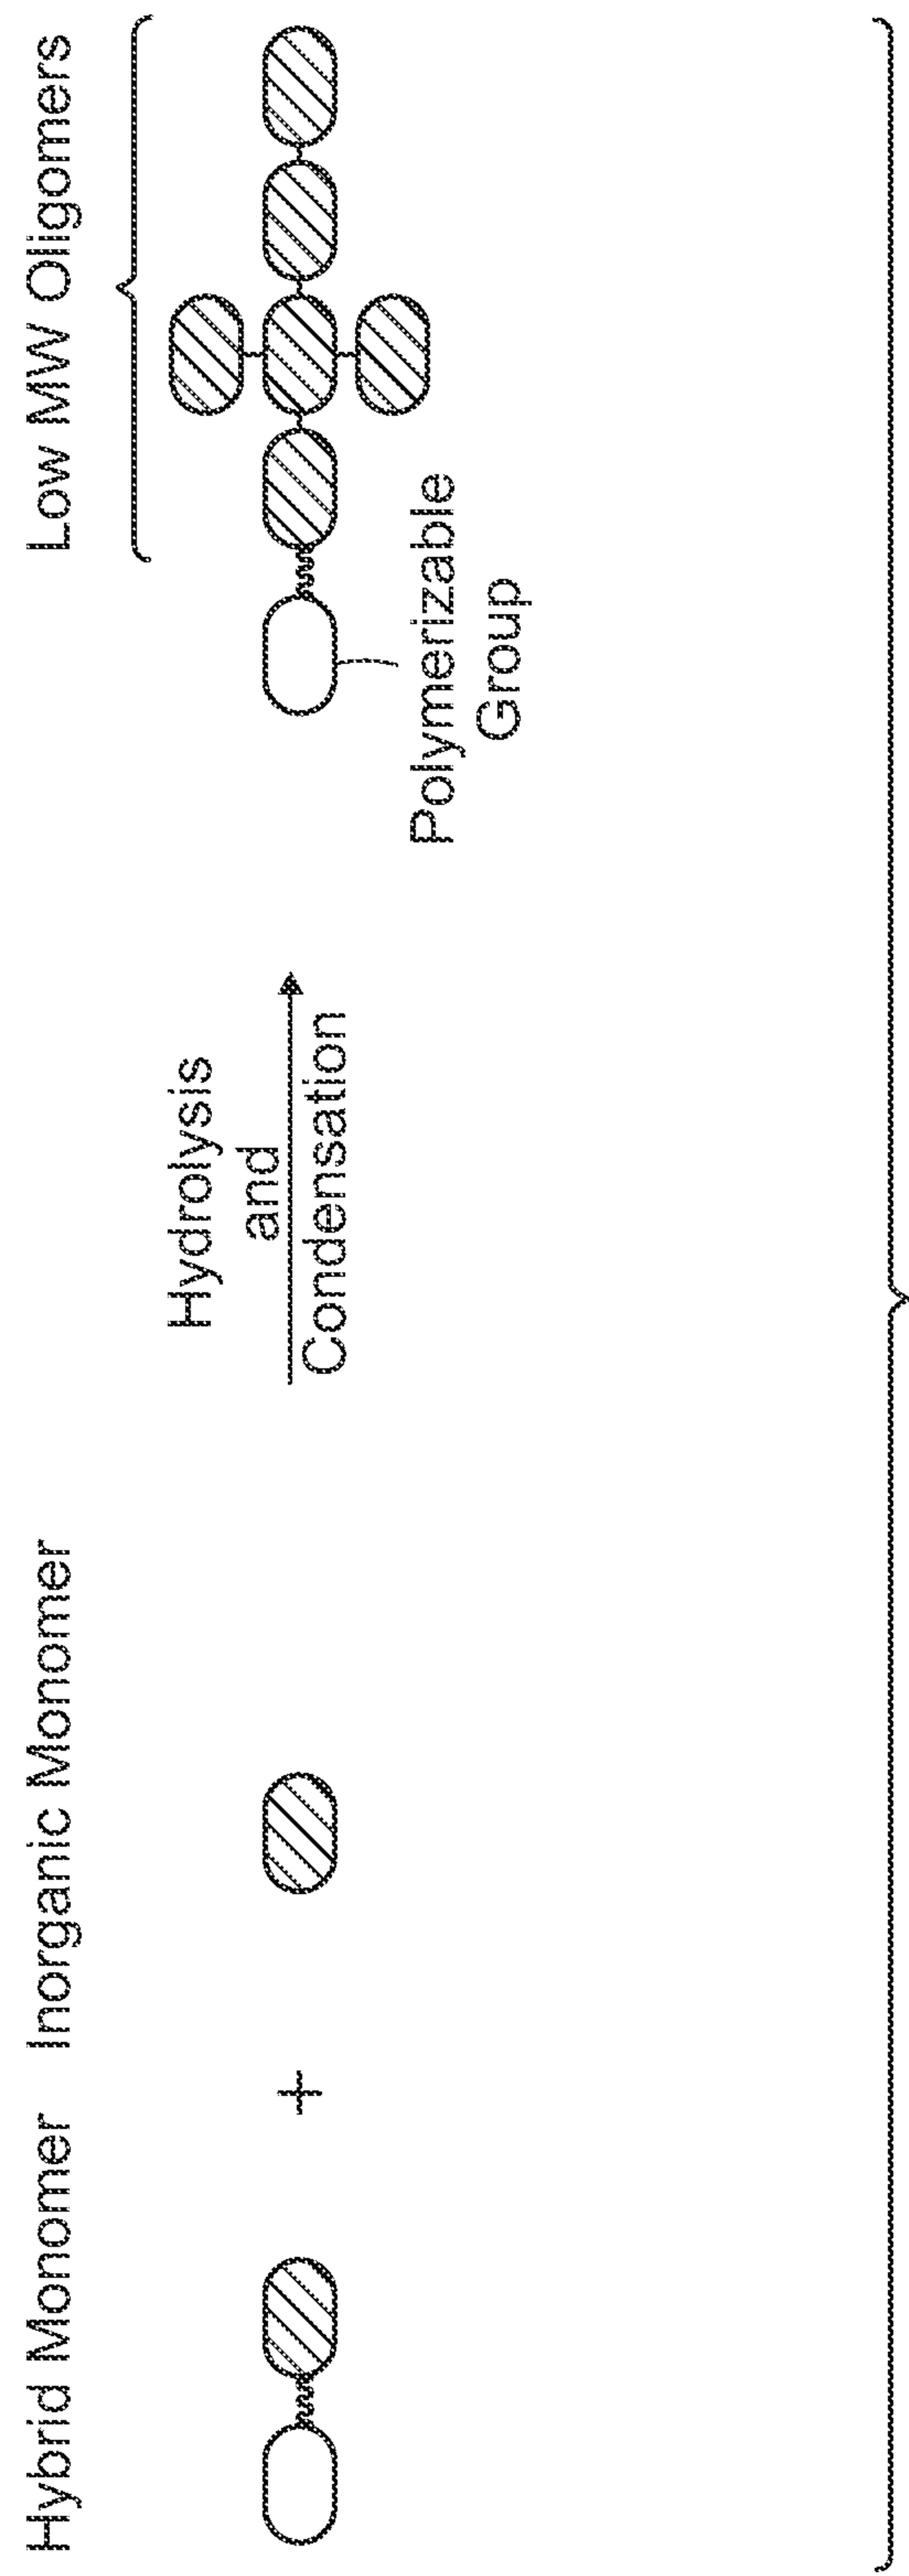 Hybrid Monomer
+
Inorganic Monomer
Hydrolysis
and
Condensation
Low MW Oligomers
Polymerizable
Group